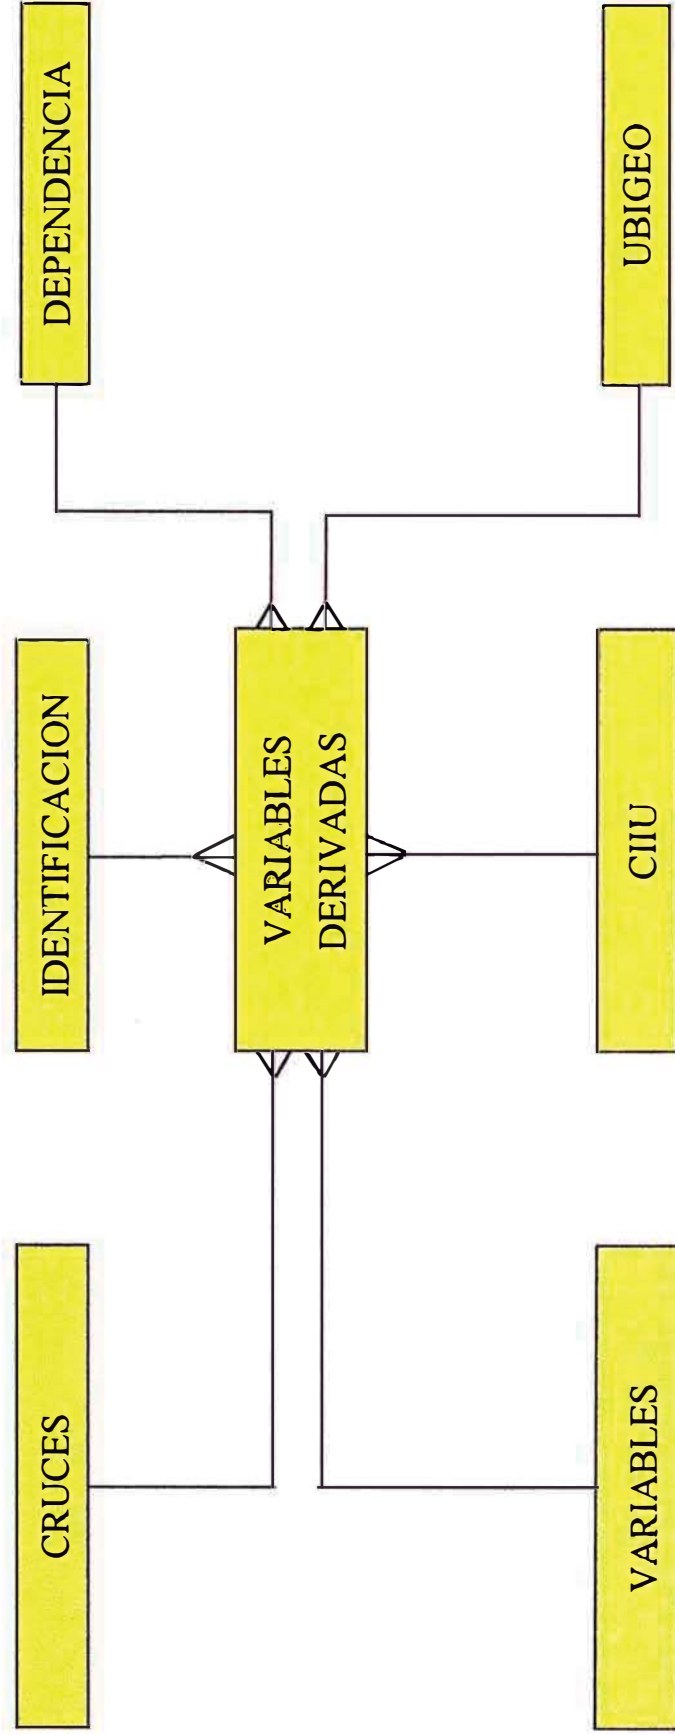 CRUCES
IDENTIFICACION
DEPENDENCIA
VARIABLES
DERIVADAS
VARIABLES
CIIU
UBIGEO